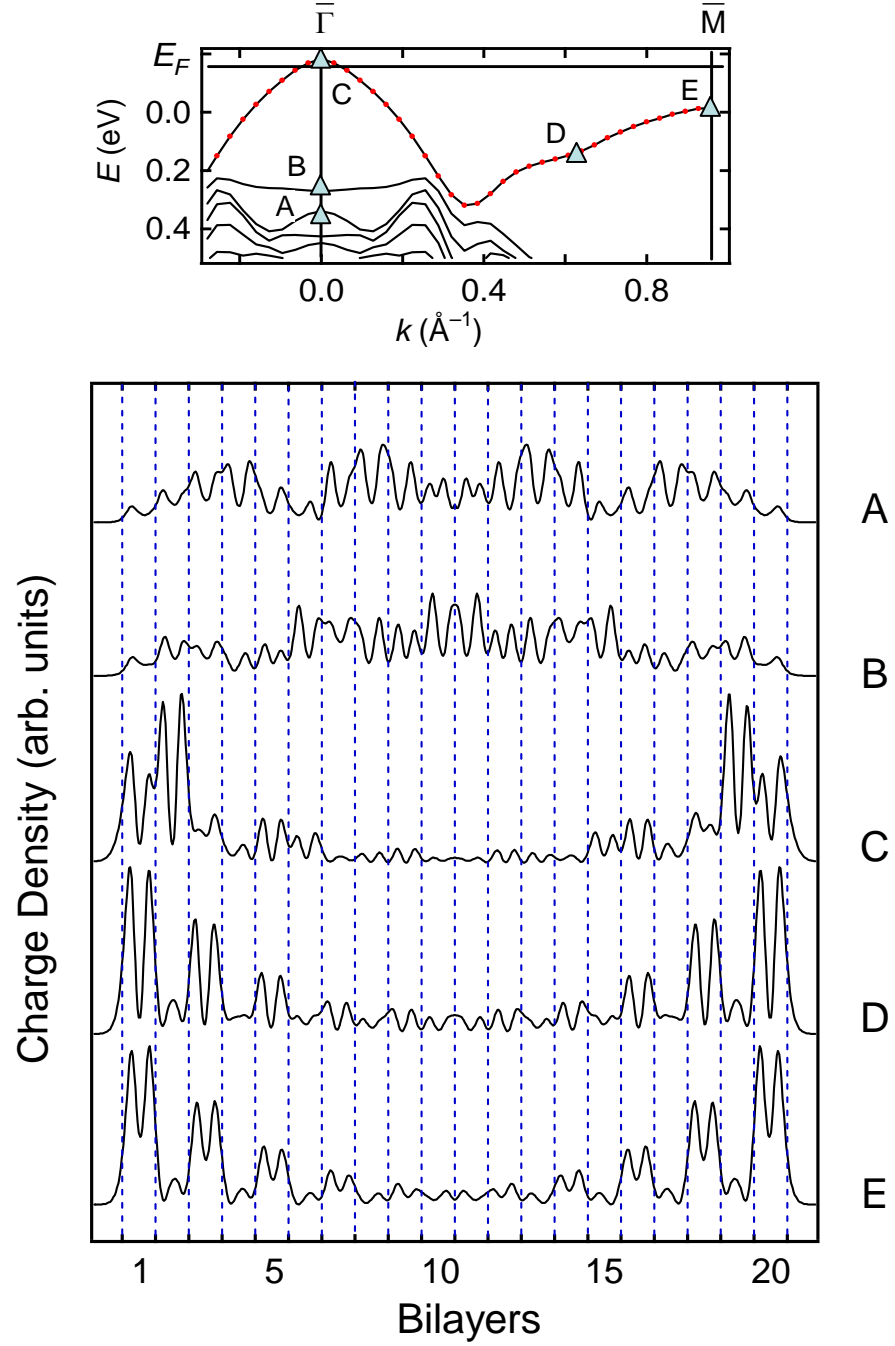 Γ̅ M̅
E_F
C
E
0.0
D
B
0.2
A
0.4
E (eV)
0.0 0.4 0.8
k (Å⁻¹)
A
B
C
D
E
Charge Density (arb. units)
1 5 10 15 20
Bilayers